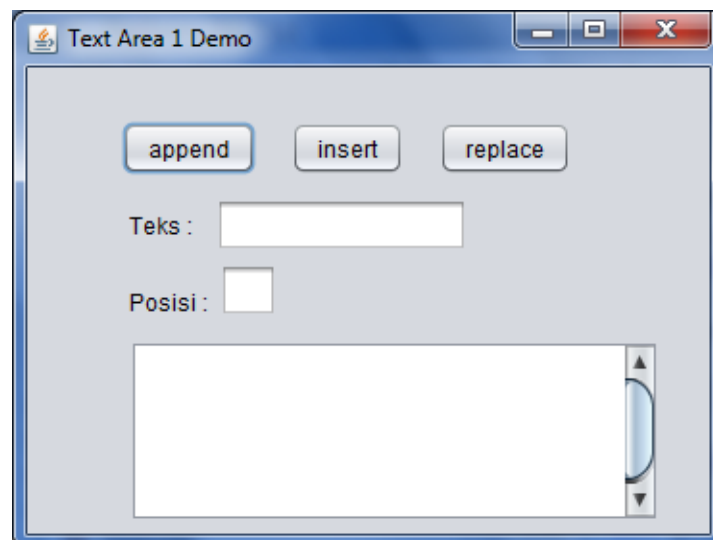 Text Area 1 Demo
append insert replace
Teks :
Posisi :